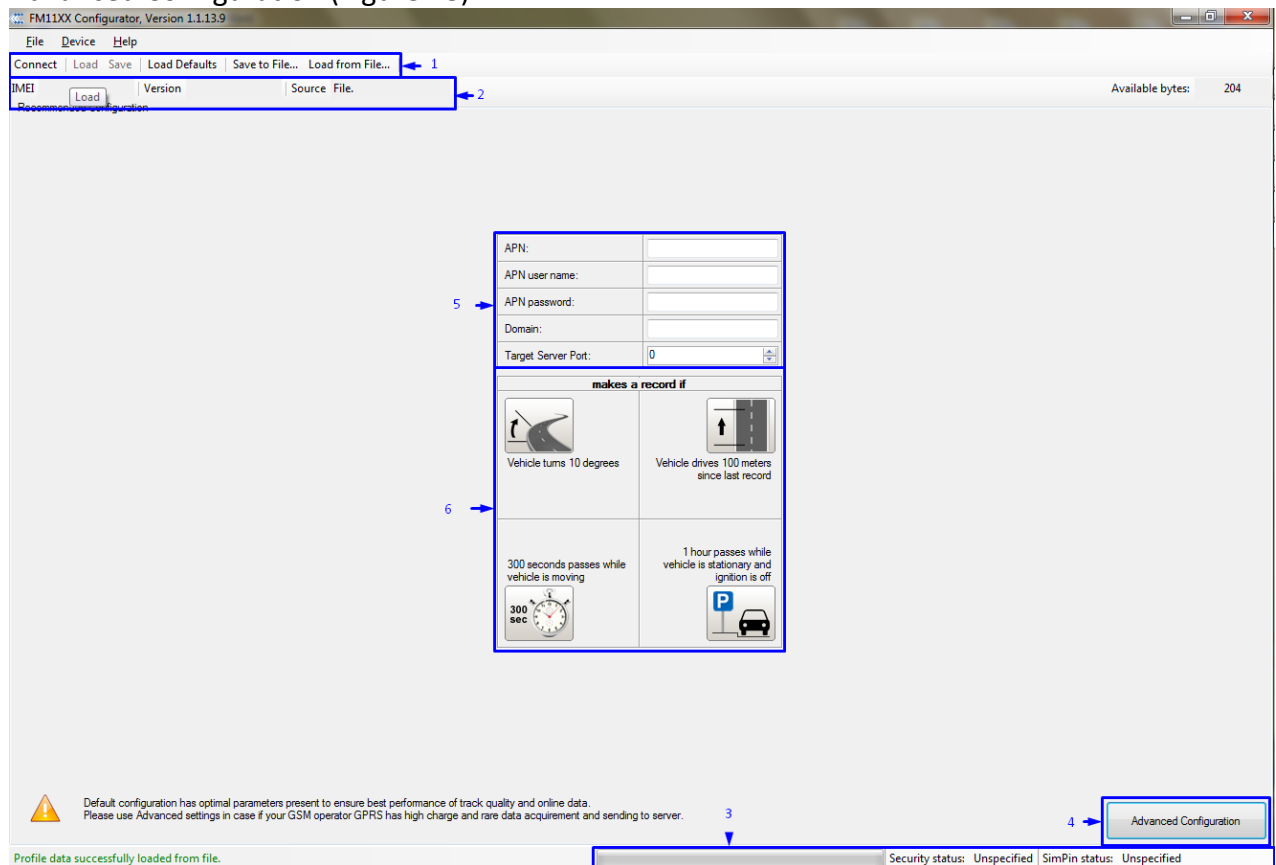 FM11XX Configurator, Version 1.1.13.9
File Device Help
Connect Load Save Load Defaults Save to File... Load from File... 1
IMEI Version Source File. 2 Available bytes: 204
Load
Configuration
APN:
APN user name:
5 APN password:
Domain:
Target Server Port: 0
makes a record if
Vehicle turns 10 degrees
Vehicle drives 100 meters
since last record
6
300 seconds passes while
vehicle is moving
1 hour passes while
vehicle is stationary and
ignition is off
300
sec
P
Default configuration has optimal parameters present to ensure best performance of track quality and online data.
Please use Advanced settings in case if your GSM operator GPRS has high charge and rare data acquirement and sending to server.
3
4 Advanced Configuration
Profile data successfully loaded from file. Security status: Unspecified SimPin status: Unspecified